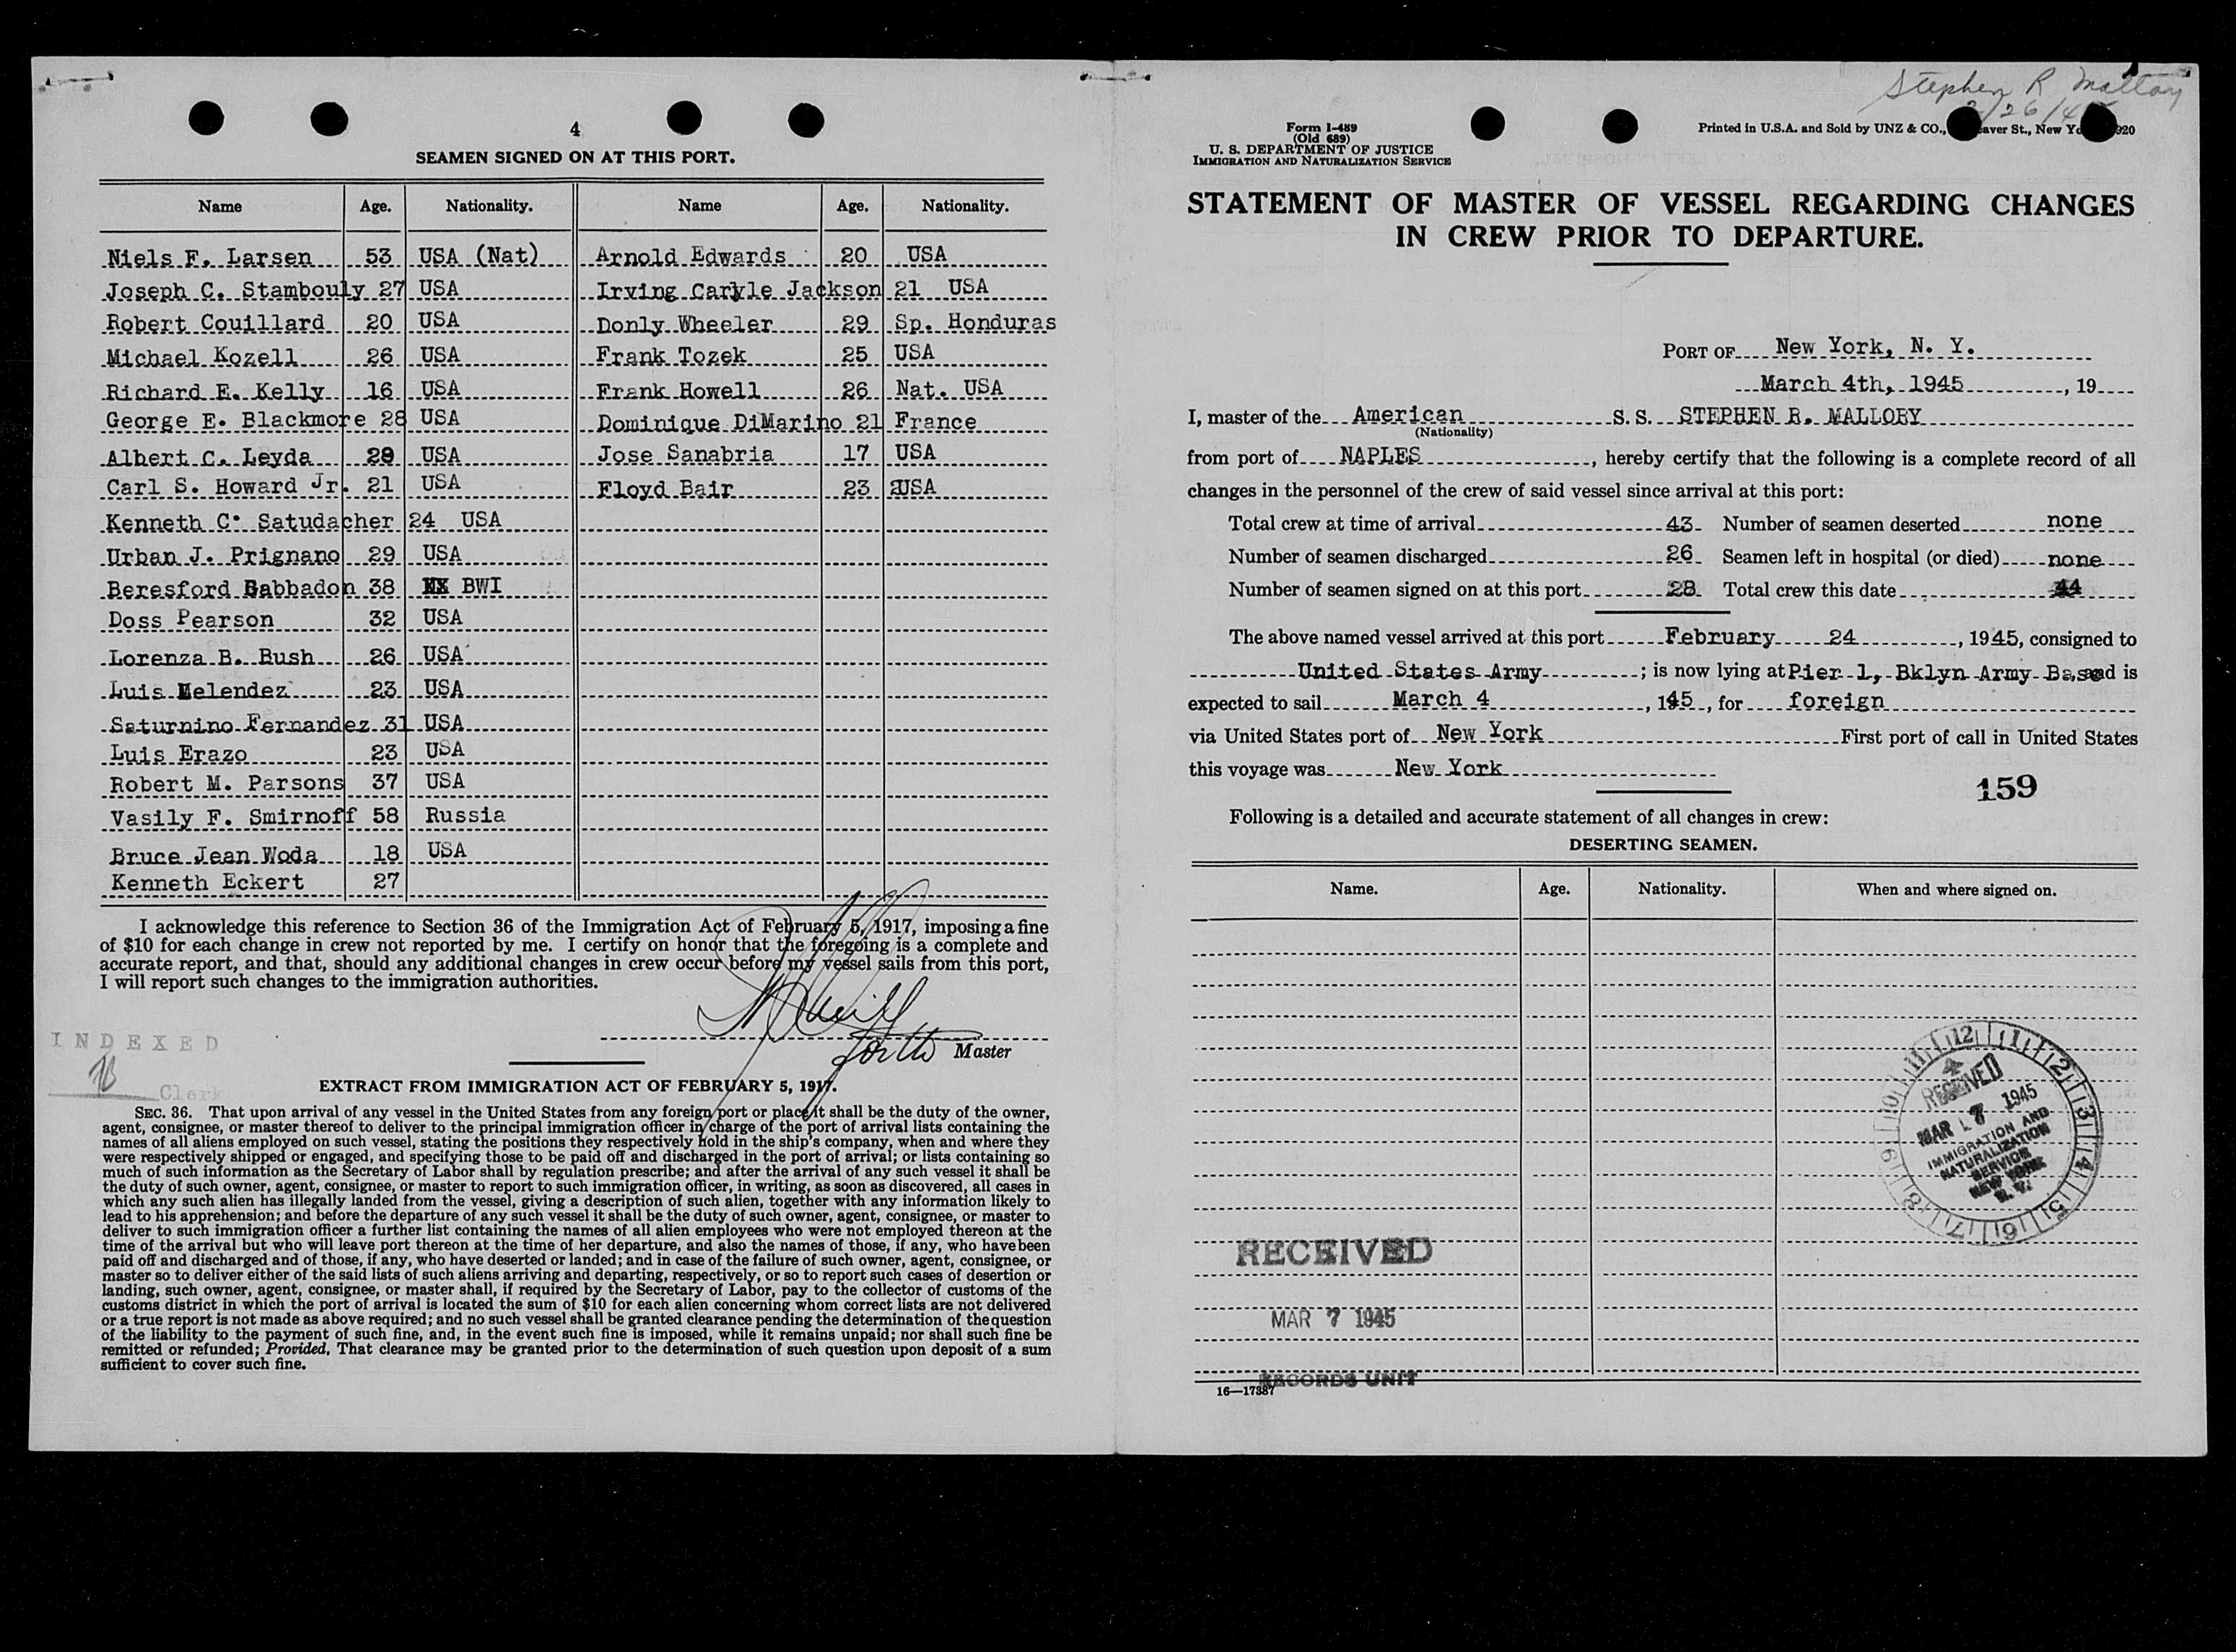 4
SEAMEN SIGNED ON AT THIS PORT.
Name Age. Nationality. Name Age. Nationality.
Niels F. Larsen 53 USA (Nat) Arnold Edwards 20 USA
Joseph C. Stambouly 27 USA Irving Carlyle Jackson 21 USA
Robert Couillard 20 USA Donly Wheeler 29 Sp. Honduras
Michael Kozell 26 USA Frank Tozek 25 USA
Richard E. Kelly 16 USA Frank Howell 26 Nat. USA
George E. Blackmore 28 USA Dominique DiMarino 21 France
Albert C. Leyda 29 USA Jose Sanabria 17 USA
Carl S. Howard Jr. 21 USA Floyd Bair 23 USA
Kenneth C. Satudacher 24 USA
Urban J. Prignano 29 USA
Beresford Gabbadon 38 BWI
Doss Pearson 32 USA
Lorenza B. Bush 26 USA
Luis Melendez 23 USA
Saturnino Fernandez 31 USA
Luis Erazo 23 USA
Robert M. Parsons 37 USA
Vasily F. Smirnoff 58 Russia
Bruce Jean Woda 18 USA
Kenneth Eckert 27
I acknowledge this reference to Section 36 of the Immigration Act of February 5, 1917, imposing a fine
of $10 for each change in crew not reported by me. I certify on honor that the foregoing is a complete and
accurate report, and that, should any additional changes in crew occur before my vessel sails from this port,
I will report such changes to the immigration authorities.
INDEXED
Clerk
Master
EXTRACT FROM IMMIGRATION ACT OF FEBRUARY 5, 1917.
SEC. 36. That upon arrival of any vessel in the United States from any foreign port or place it shall be the duty of the owner,
agent, consignee, or master thereof to deliver to the principal immigration officer in charge of the port of arrival lists containing the
names of all aliens employed on such vessel, stating the positions they respectively hold in the ship's company, when and where they
were respectively shipped or engaged, and specifying those to be paid off and discharged in the port of arrival; or lists containing so
much of such information as the Secretary of Labor shall by regulation prescribe; and after the arrival of any such vessel it shall be
the duty of such owner, agent, consignee, or master to report to such immigration officer, in writing, as soon as discovered, all cases in
which any such alien has illegally landed from the vessel, giving a description of such alien, together with any information likely to
lead to his apprehension; and before the departure of any such vessel it shall be the duty of such owner, agent, consignee, or master to
deliver to such immigration officer a further list containing the names of all alien employees who were not employed thereon at the
time of the arrival but who will leave port thereon at the time of her departure, and also the names of those, if any, who have been
paid off and discharged and of those, if any, who have deserted or landed; and in case of the failure of such owner, agent, consignee, or
master so to deliver either of the said lists of such aliens arriving and departing, respectively, or so to report such cases of desertion or
landing, such owner, agent, consignee, or master shall, if required by the Secretary of Labor, pay to the collector of customs of the
customs district in which the port of arrival is located the sum of $10 for each alien concerning whom correct lists are not delivered
or a true report is not made as above required; and no such vessel shall be granted clearance pending the determination of the question
of the liability to the payment of such fine, and, in the event such fine is imposed, while it remains unpaid; nor shall such fine be
remitted or refunded; Provided, That clearance may be granted prior to the determination of such question upon deposit of a sum
sufficient to cover such fine.
Stephen R Mallory
2/26/45
Form I-489
(Old 689)
U. S. DEPARTMENT OF JUSTICE
IMMIGRATION AND NATURALIZATION SERVICE
Printed in U.S.A. and Sold by UNZ & CO., aver St., New Yo 920
STATEMENT OF MASTER OF VESSEL REGARDING CHANGES
IN CREW PRIOR TO DEPARTURE.
PORT OF New York, N. Y.
March 4th, 1945, 19
I, master of the American S. S. STEPHEN R. MALLORY
(Nationality)
from port of NAPLES, hereby certify that the following is a complete record of all
changes in the personnel of the crew of said vessel since arrival at this port:
Total crew at time of arrival 43 Number of seamen deserted none
Number of seamen discharged 26 Seamen left in hospital (or died) none
Number of seamen signed on at this port 28 Total crew this date 44
The above named vessel arrived at this port February 24, 1945, consigned to
United States Army; is now lying at Pier 1, Bklyn Army Base and is
expected to sail March 4, 1945, for foreign
via United States port of New York First port of call in United States
this voyage was New York
159
Following is a detailed and accurate statement of all changes in crew:
DESERTING SEAMEN.
Name. Age. Nationality. When and where signed on.
12 1 2 3 4 5 6 7 8 9 10 11
RECEIVED
MAR 7 1945
IMMIGRATION AND
NATURALIZATION
SERVICE
NEW YORK
N. Y.
RECEIVED
MAR 7 1945
RECORDS UNIT
16—17387